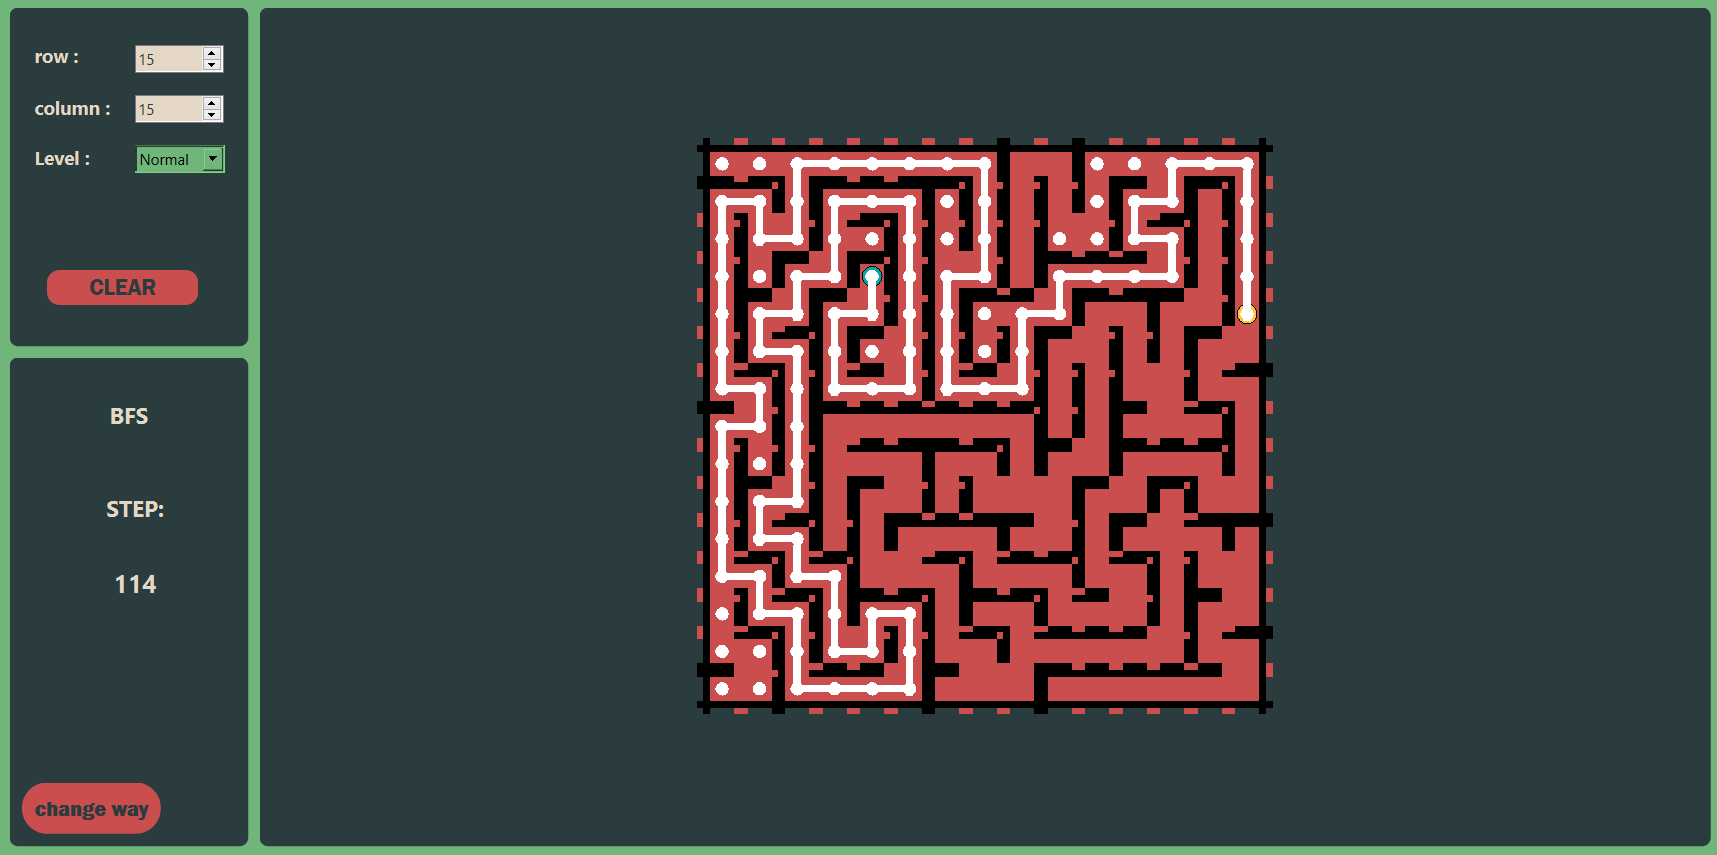 row :
15
column :
15
Level :
Normal
CLEAR
BFS
STEP:
114
change way